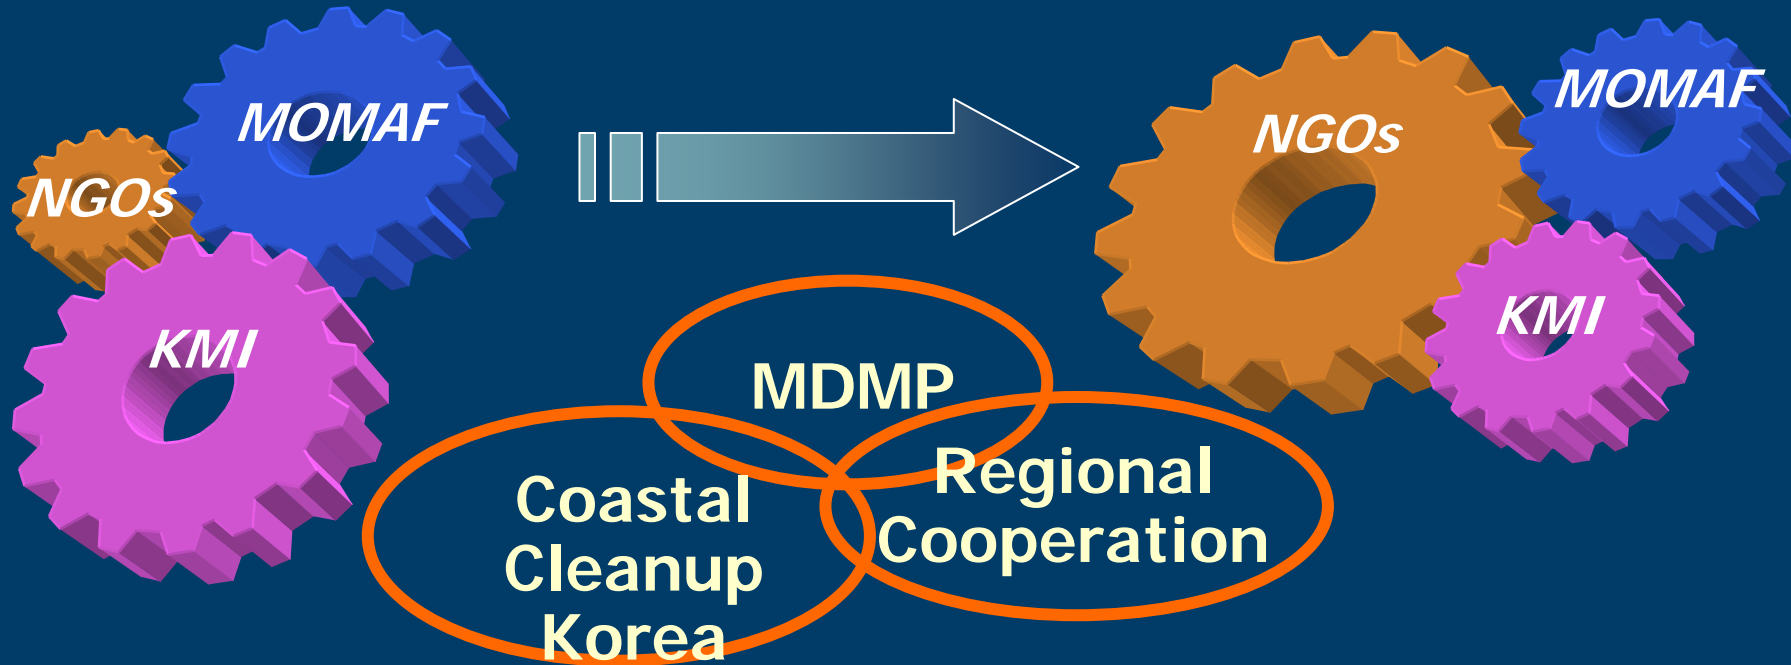 MOMAF
NGOs
KMI
NGOs
MOMAF
KMI
MDMP
Coastal
Cleanup
Korea
Regional
Cooperation